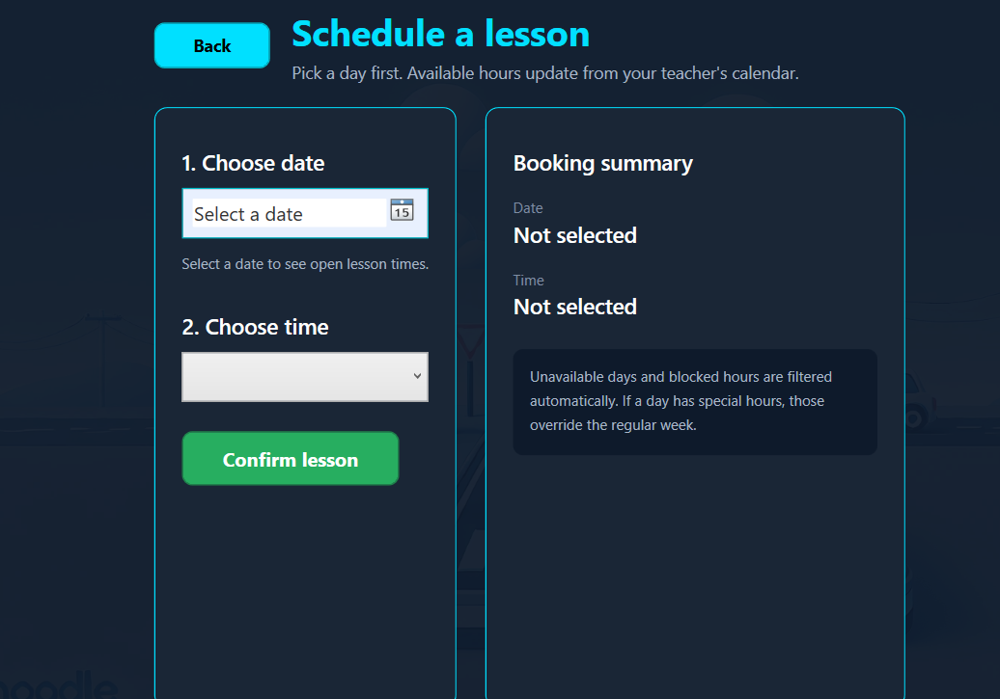 Back
Schedule a lesson
Pick a day first. Available hours update from your teacher's calendar.
1. Choose date
Select a date
15
Select a date to see open lesson times.
2. Choose time
Confirm lesson
Booking summary
Date
Not selected
Time
Not selected
Unavailable days and blocked hours are filtered
automatically. If a day has special hours, those
override the regular week.